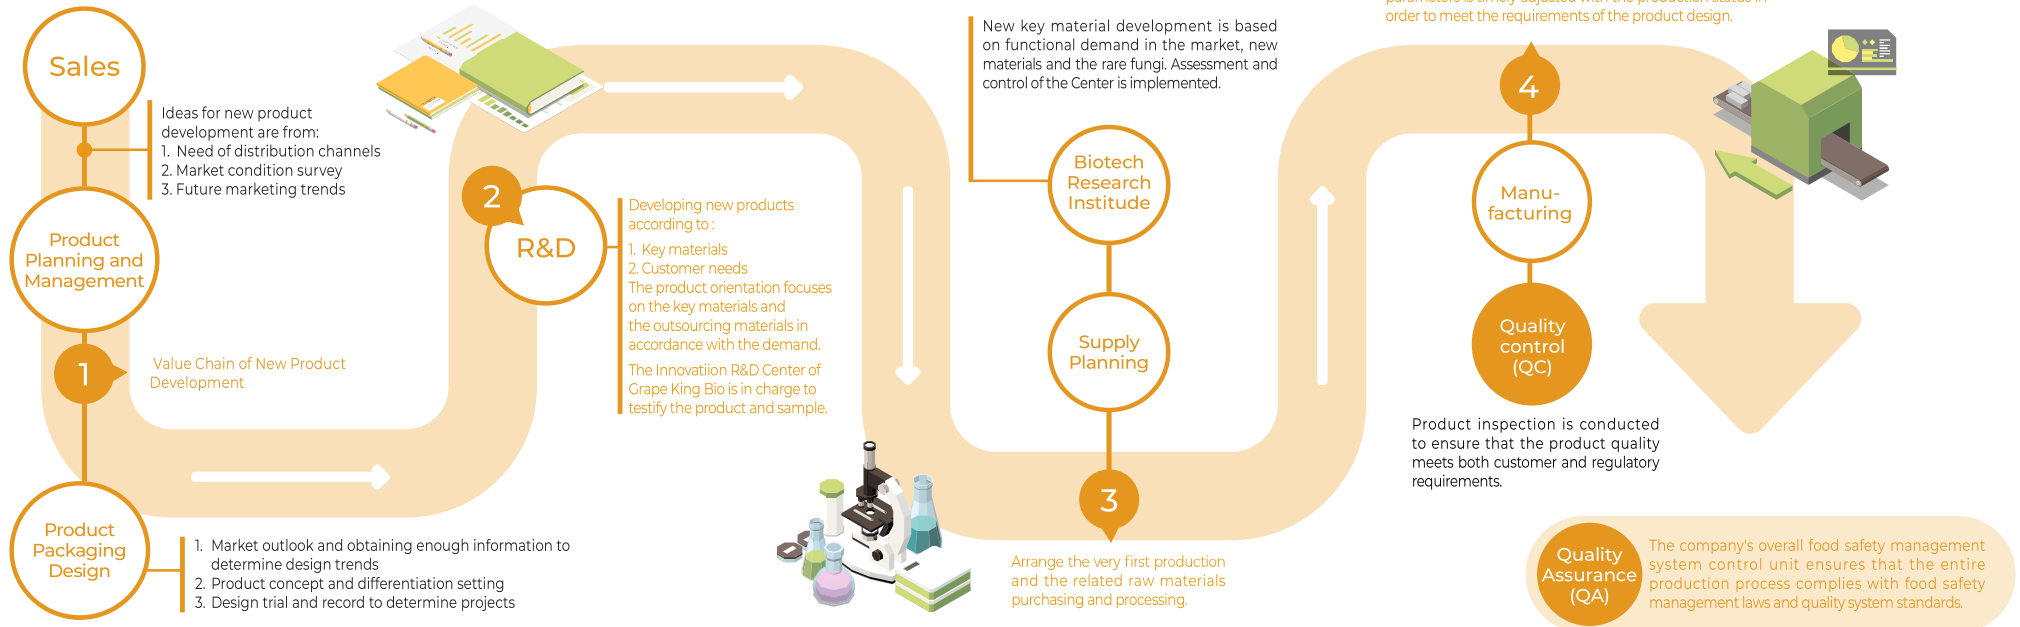 Sales
Ideas for new product
development are from:
1. Need of distribution channels
2. Market condition survey
3. Future marketing trends
Product
Planning and
Management
1
Value Chain of New Product
Development
Product
Packaging
Design
1. Market outlook and obtaining enough information to
determine design trends
2. Product concept and differentiation setting
3. Design trial and record to determine projects
2
R&D
Developing new products
according to :
1. Key materials
2. Customer needs
The product orientation focuses
on the key materials and
the outsourcing materials in
accordance with the demand.
The Innovatiion R&D Center of
Grape King Bio is in charge to
testify the product and sample.
New key material development is based
on functional demand in the market, new
materials and the rare fungi. Assessment and
control of the Center is implemented.
Biotech
Research
Institude
Supply
Planning
3
Arrange the very first production
and the related raw materials
purchasing and processing.
parameters is timely adjusted with the production status in
order to meet the requirements of the product design.
4
Manu-
facturing
Quality
control
(QC)
Product inspection is conducted
to ensure that the product quality
meets both customer and regulatory
requirements.
Quality
Assurance
(QA)
The company's overall food safety management
system control unit ensures that the entire
production process complies with food safety
management laws and quality system standards.